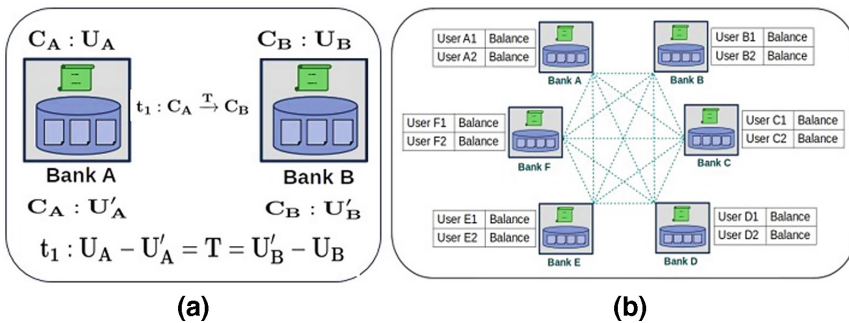 C_A : U_A
C_B : U_B
t_1 : C_A →^T C_B
Bank A
Bank B
C_A : U'_A
C_B : U'_B
t_1 : U_A − U'_A = T = U'_B − U_B
(a)
User A1 Balance
User A2 Balance
Bank A
User B1 Balance
User B2 Balance
Bank B
User F1 Balance
User F2 Balance
Bank F
User C1 Balance
User C2 Balance
Bank C
User E1 Balance
User E2 Balance
Bank E
User D1 Balance
User D2 Balance
Bank D
(b)